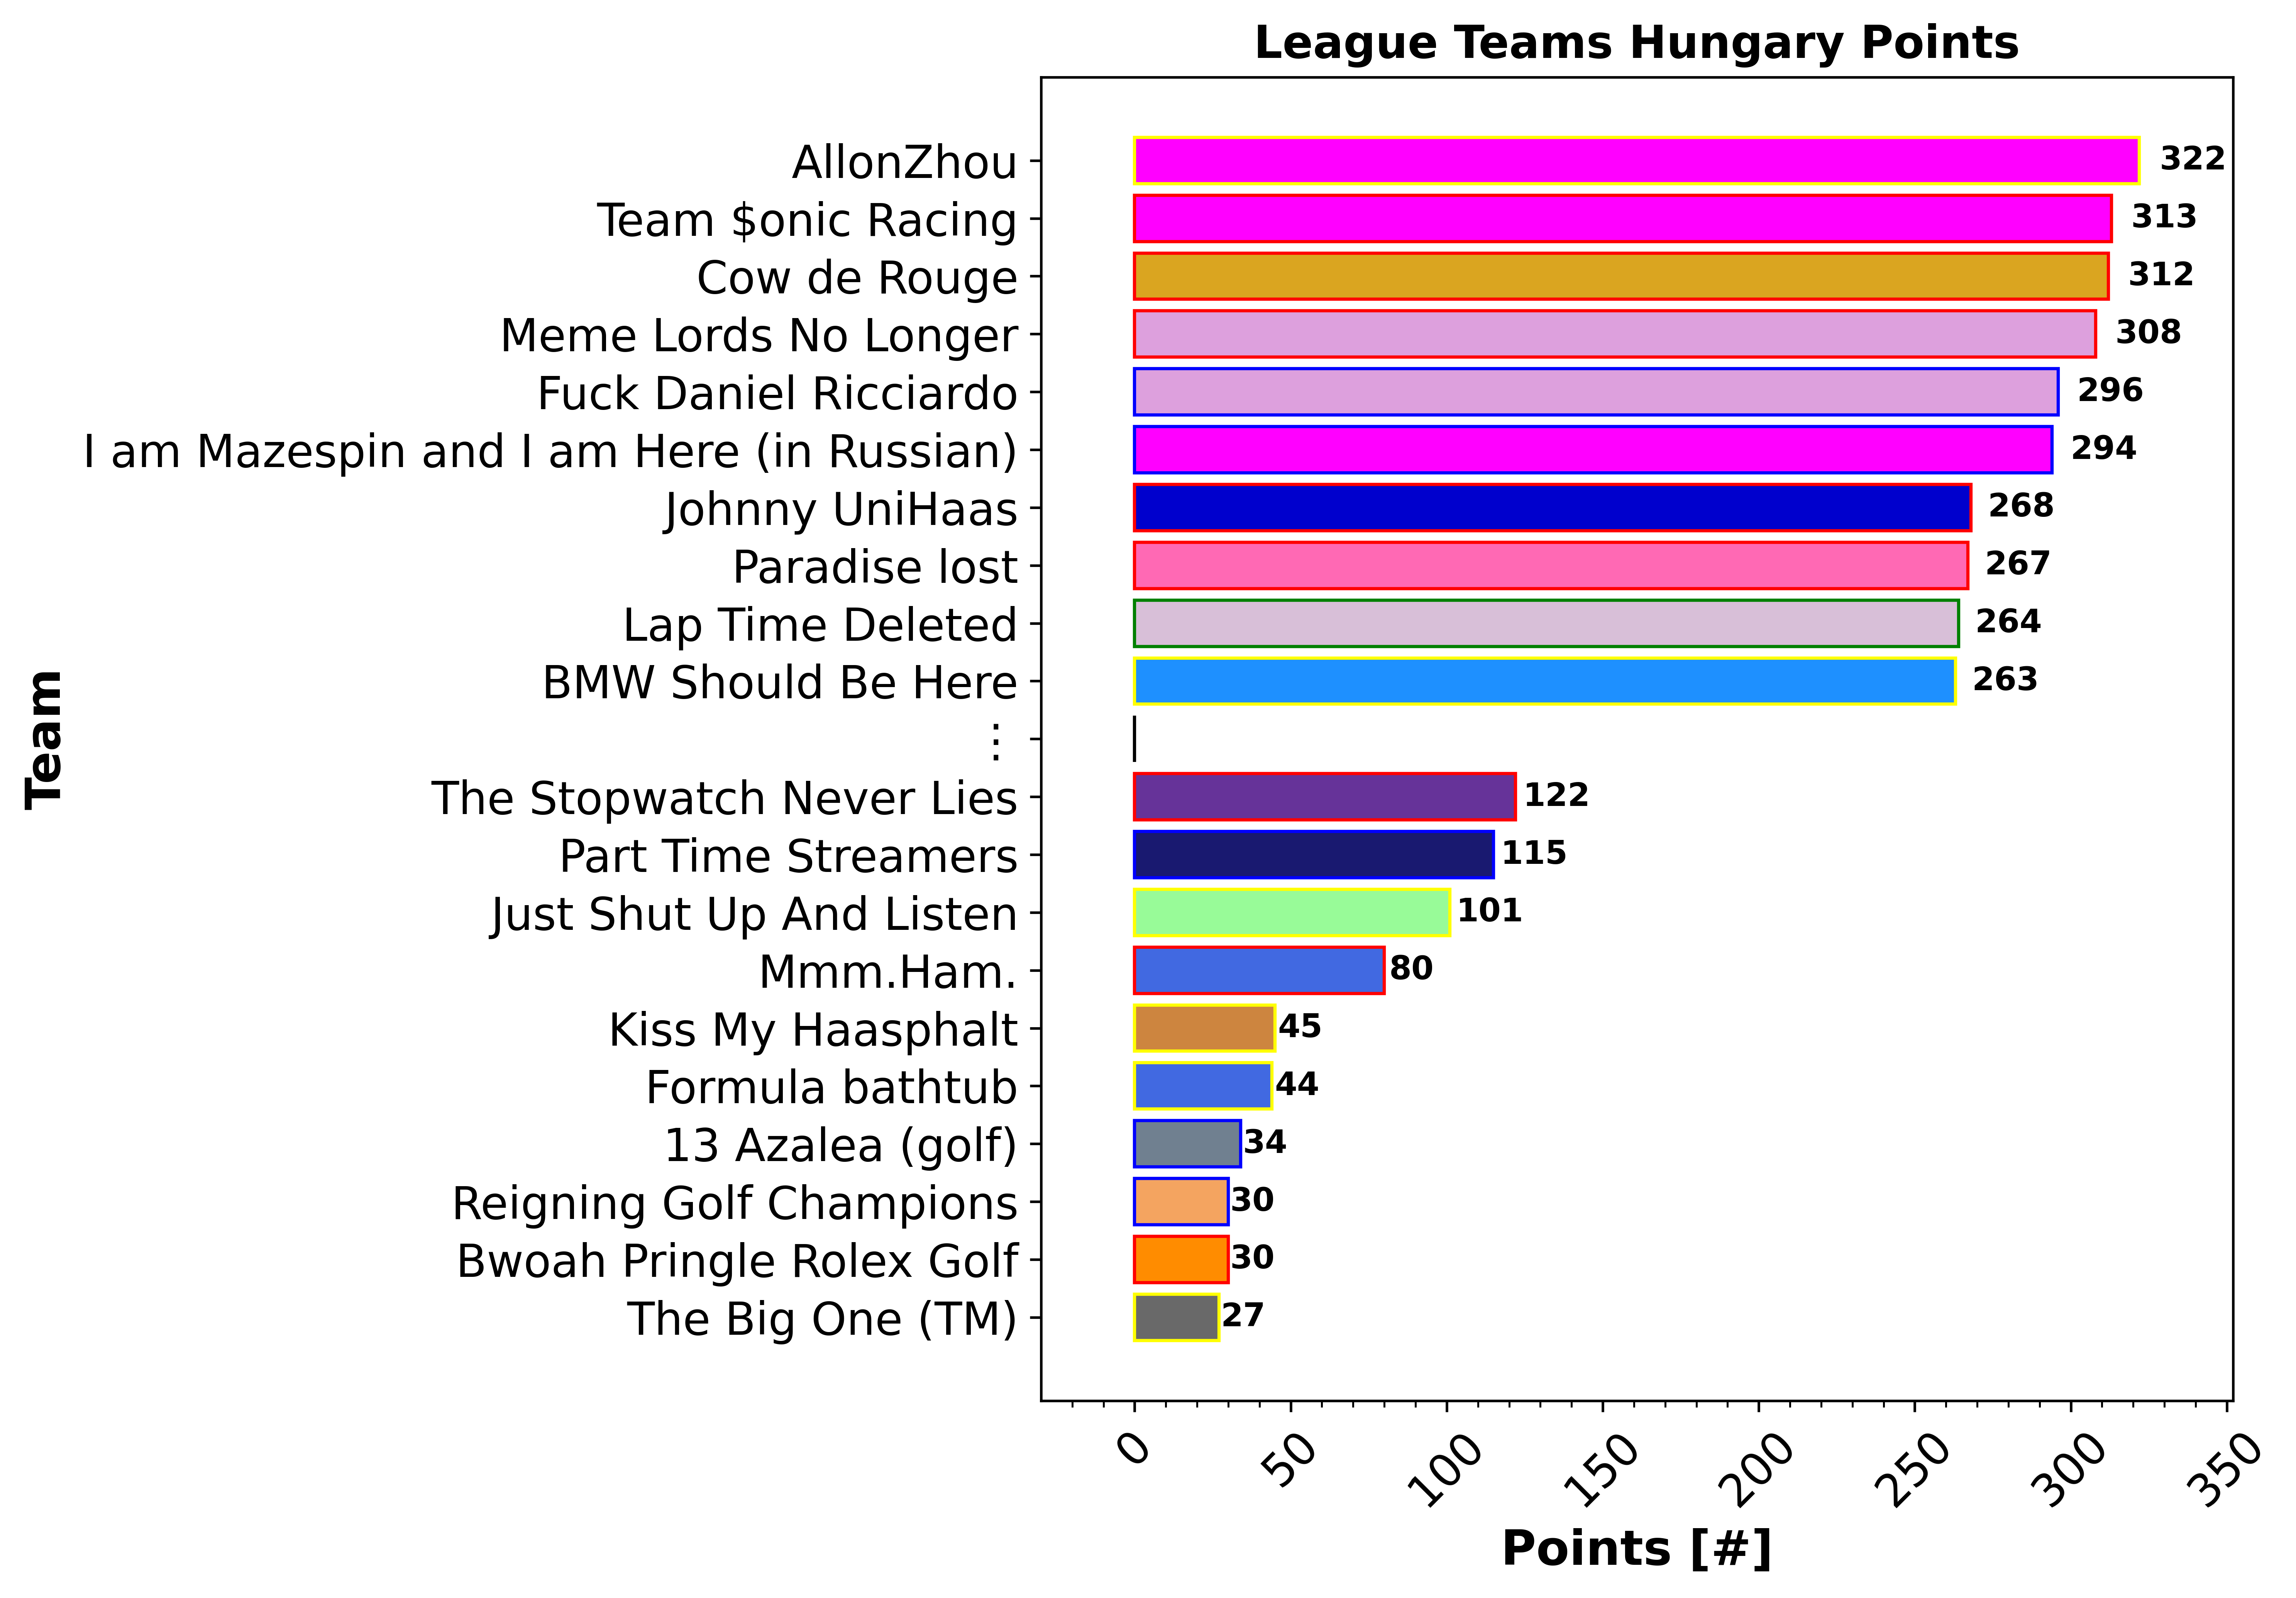 League Teams Hungary Points
Team
AllonZhou 322
Team $onic Racing 313
Cow de Rouge 312
Meme Lords No Longer 308
Fuck Daniel Ricciardo 296
I am Mazespin and I am Here (in Russian) 294
Johnny UniHaas 268
Paradise lost 267
Lap Time Deleted 264
BMW Should Be Here 263
⋮
The Stopwatch Never Lies 122
Part Time Streamers 115
Just Shut Up And Listen 101
Mmm.Ham. 80
Kiss My Haasphalt 45
Formula bathtub 44
13 Azalea (golf) 34
Reigning Golf Champions 30
Bwoah Pringle Rolex Golf 30
The Big One (TM) 27
0 50 100 150 200 250 300 350
Points [#]